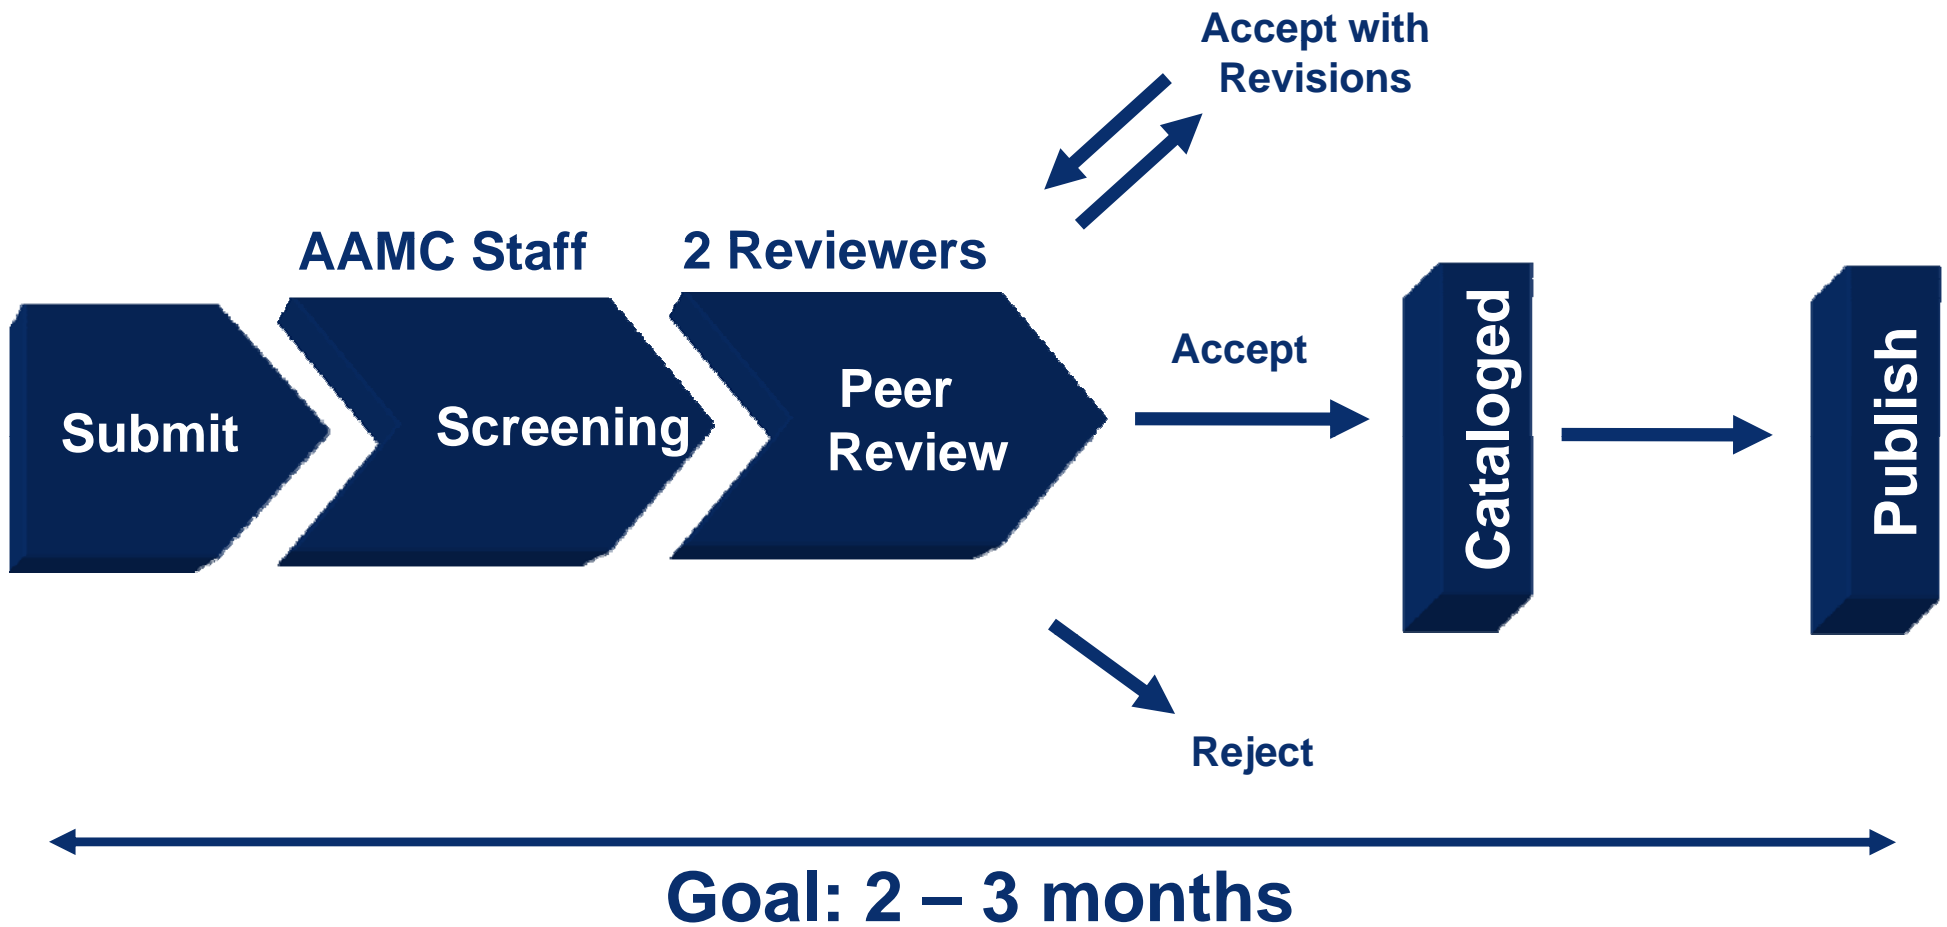 Accept with
Revisions
AAMC Staff
2 Reviewers
Submit
Screening
Peer
Review
Accept
Cataloged
Publish
Reject
Goal: 2 – 3 months